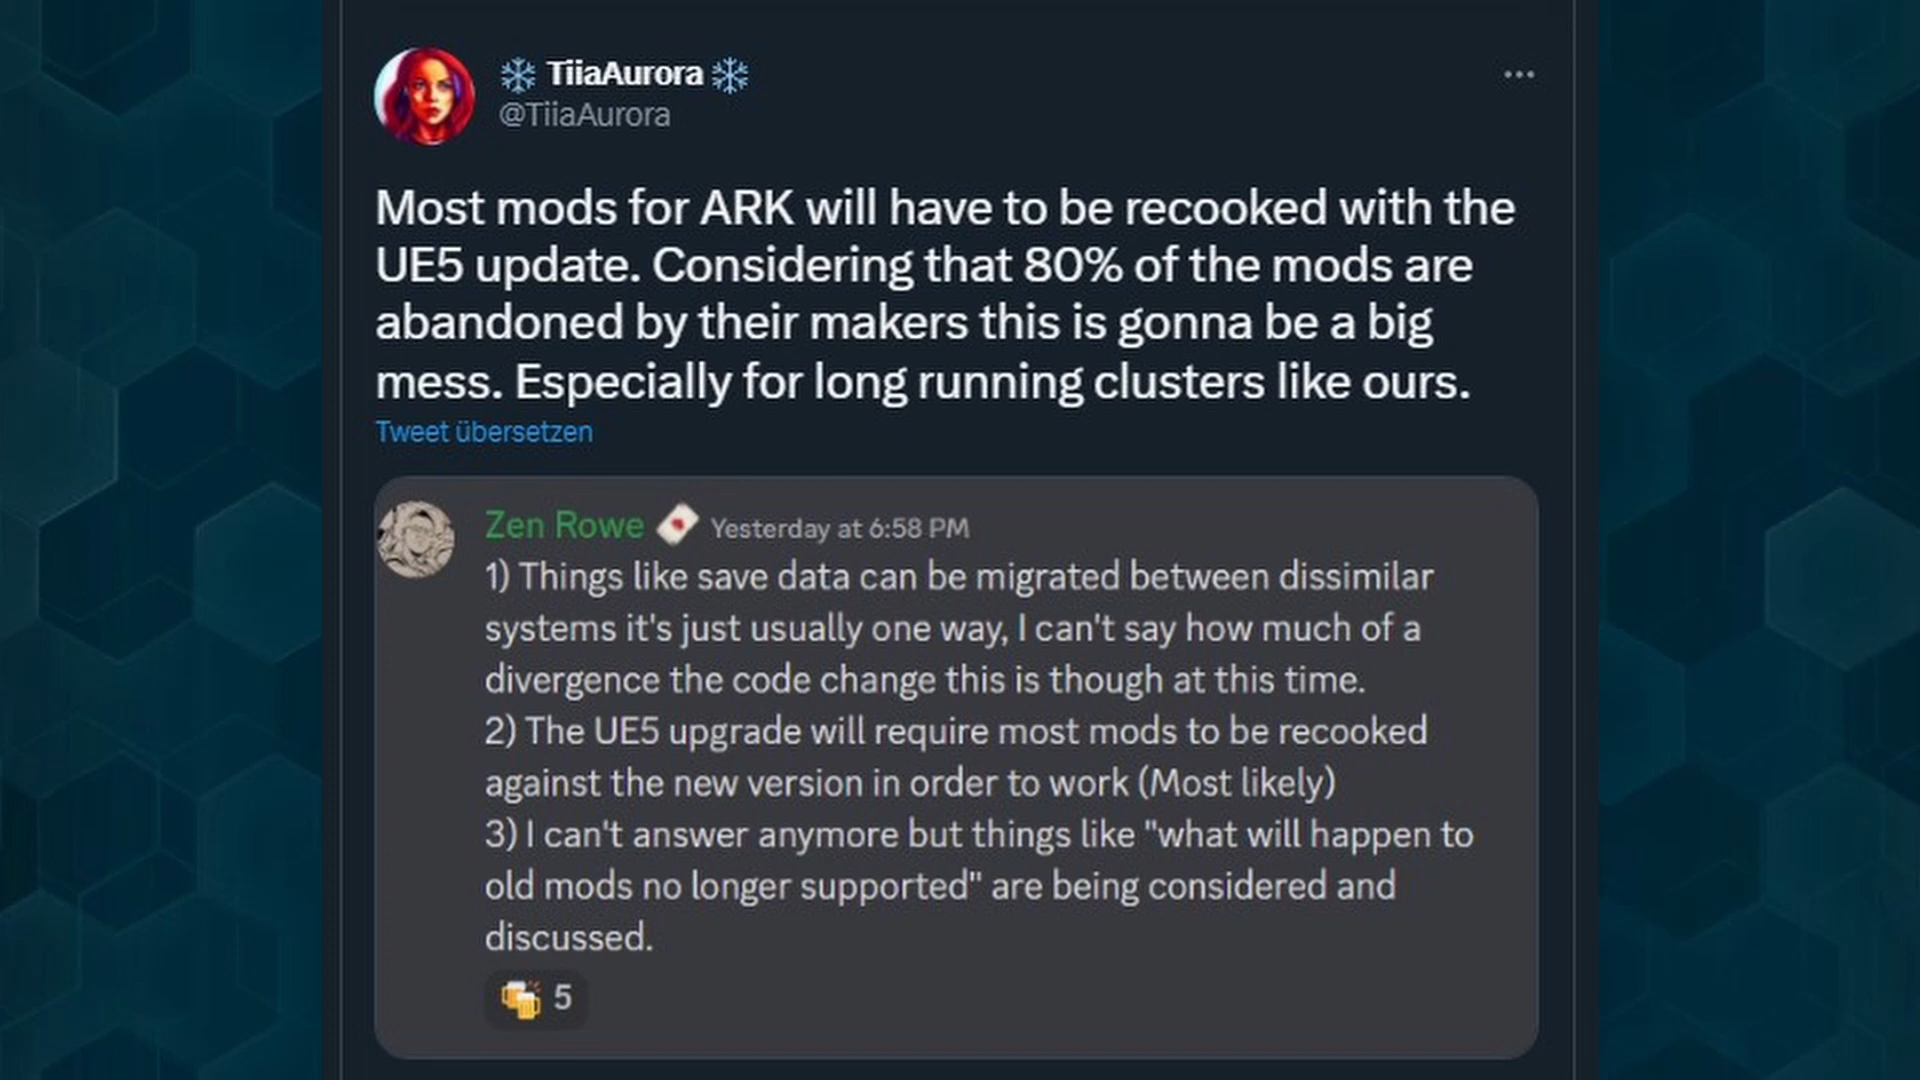 ❄️ TiiaAurora ❄️
@TiiaAurora
Most mods for ARK will have to be recooked with the
UE5 update. Considering that 80% of the mods are
abandoned by their makers this is gonna be a big
mess. Especially for long running clusters like ours.
Tweet übersetzen
Zen Rowe Yesterday at 6:58 PM
1) Things like save data can be migrated between dissimilar
systems it's just usually one way, I can't say how much of a
divergence the code change this is though at this time.
2) The UE5 upgrade will require most mods to be recooked
against the new version in order to work (Most likely)
3) I can't answer anymore but things like "what will happen to
old mods no longer supported" are being considered and
discussed.
🍻 5